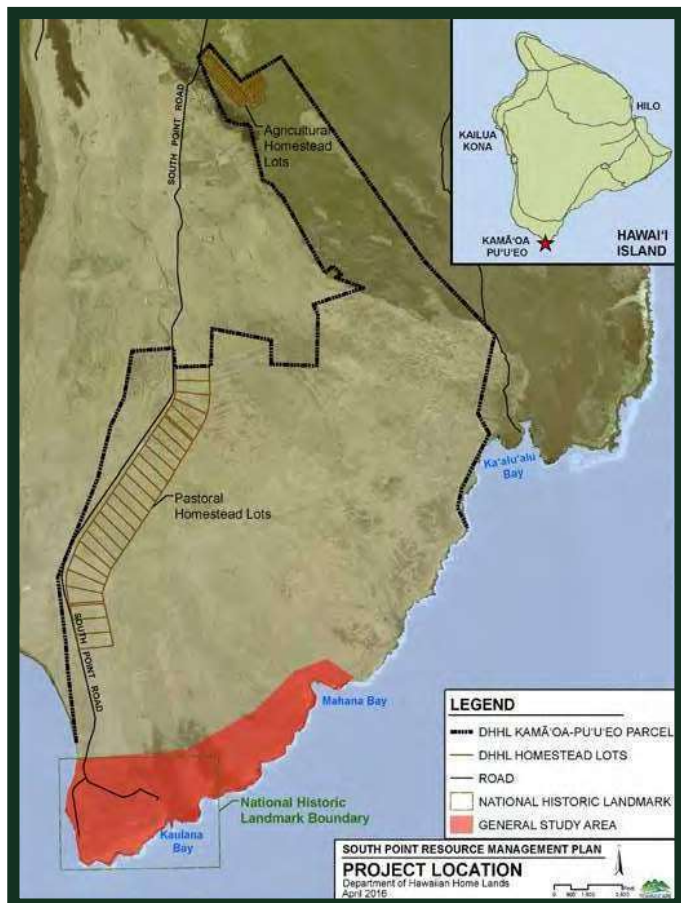 SOUTH POINT ROAD
Agricultural
Homestead
Lots
HILO
KAILUA
KONA
KAMĀ‘OA
PU‘U‘EO
HAWAI‘I
ISLAND
Ka‘alu‘alu
Bay
Pastoral
Homestead Lots
SOUTH POINT ROAD
Mahana Bay
National Historic
Landmark Boundary
Kaulana
Bay
LEGEND
DHHL KAMĀ‘OA-PU‘U‘EO PARCEL
DHHL HOMESTEAD LOTS
ROAD
NATIONAL HISTORIC LANDMARK
GENERAL STUDY AREA
SOUTH POINT RESOURCE MANAGEMENT PLAN
PROJECT LOCATION
Department of Hawaiian Home Lands
April 2016